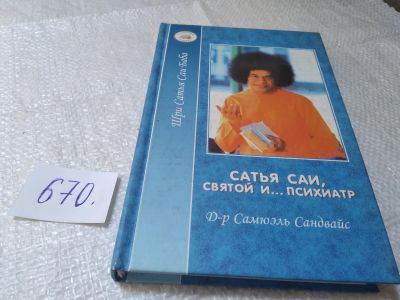 Шри Сатья Саи Баба
САТЬЯ САИ,
СВЯТОЙ И... ПСИХИАТР
Д-р Самюэль Сандвайс
670.